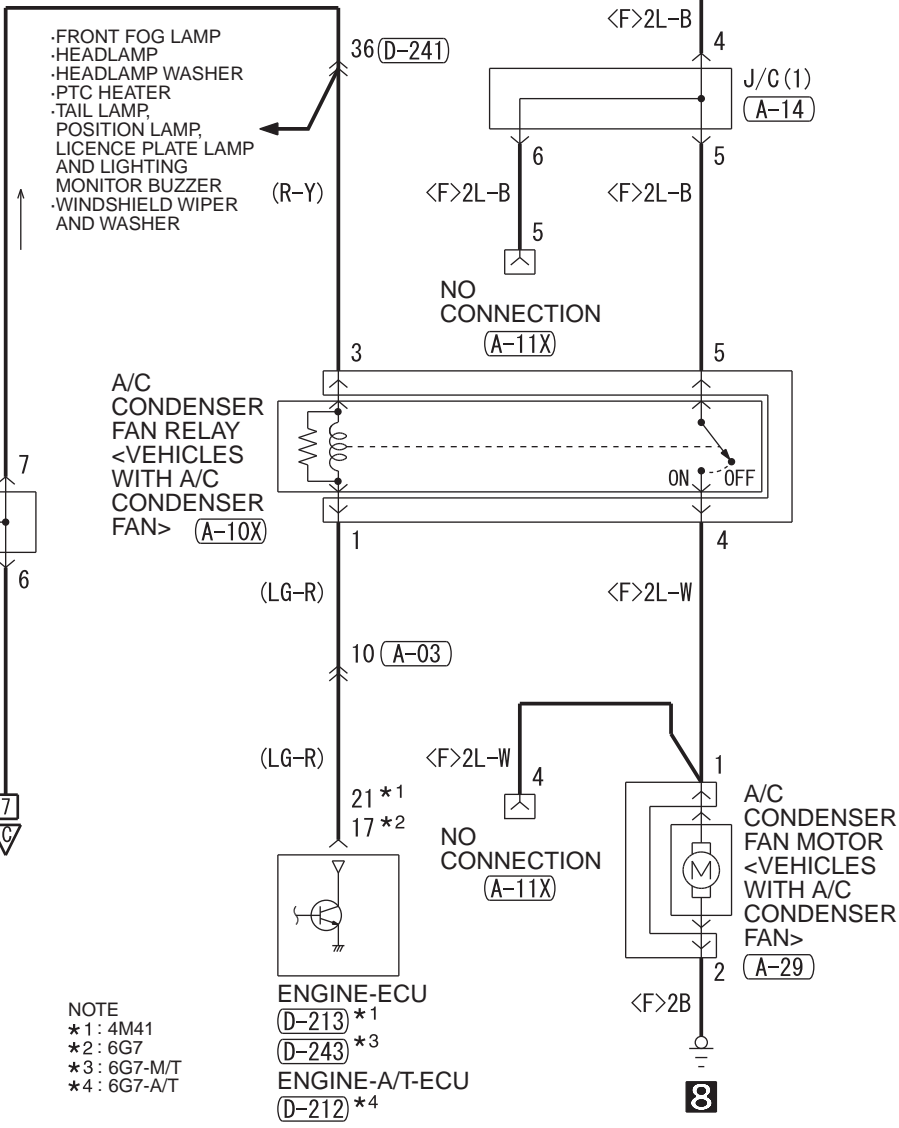 ·FRONT FOG LAMP
·HEADLAMP
·HEADLAMP WASHER
·PTC HEATER
·TAIL LAMP,
POSITION LAMP,
LICENCE PLATE LAMP
AND LIGHTING
MONITOR BUZZER
·WINDSHIELD WIPER
AND WASHER
36 D-241
(R-Y)
<F>2L-B
4
J/C(1)
A-14
6
5
<F>2L-B
<F>2L-B
5
NO
CONNECTION
A-11X
3
5
A/C
CONDENSER
FAN RELAY
<VEHICLES
WITH A/C
CONDENSER
FAN> A-10X
ON OFF
7
6
1
4
(LG-R)
<F>2L-W
10 A-03
(LG-R)
<F>2L-W
4
1
21 *1
17 *2
7
C
NO
CONNECTION
A-11X
M
A/C
CONDENSER
FAN MOTOR
<VEHICLES
WITH A/C
CONDENSER
FAN>
A-29
2
<F>2B
8
ENGINE-ECU
D-213 *1
D-243 *3
ENGINE-A/T-ECU
D-212 *4
NOTE
*1: 4M41
*2: 6G7
*3: 6G7-M/T
*4: 6G7-A/T